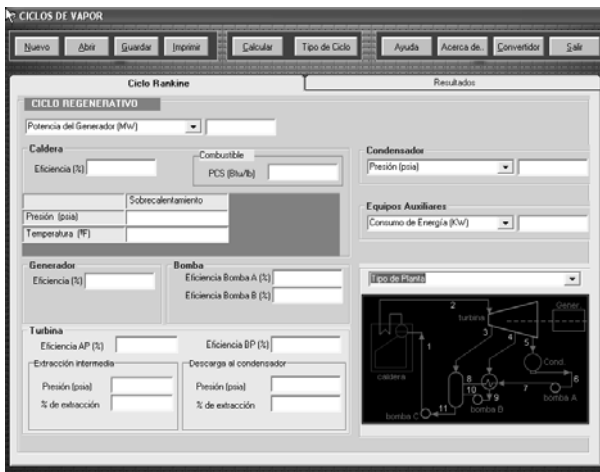 CICLOS DE VAPOR
Nuevo Abrir Guardar Imprimir Calcular Tipo de Ciclo Ayuda Acerca de.. Convertidor Salir
Ciclo Rankine Resultados
CICLO REGENERATIVO
Potencia del Generador (MW)
Caldera
Eficiencia (%)
Combustible
PCS (Btu/lb)
Condensador
Presión (psia)
Sobrecalentamiento
Presión (psia)
Temperatura (ºF)
Equipos Auxiliares
Consumo de Energía (KW)
Generador
Eficiencia (%)
Bomba
Eficiencia Bomba A (%)
Eficiencia Bomba B (%)
Tipo de Planta
Turbina
Eficiencia AP (%) Eficiencia BP (%)
Extracción intermedia
Presión (psia)
% de extracción
Descarga al condensador
Presión (psia)
% de extracción
2 Gener.
turbina
3 4 5
1 Cond.
caldera
8 6
10 7
9 bomba A
11 bomba B
bomba C